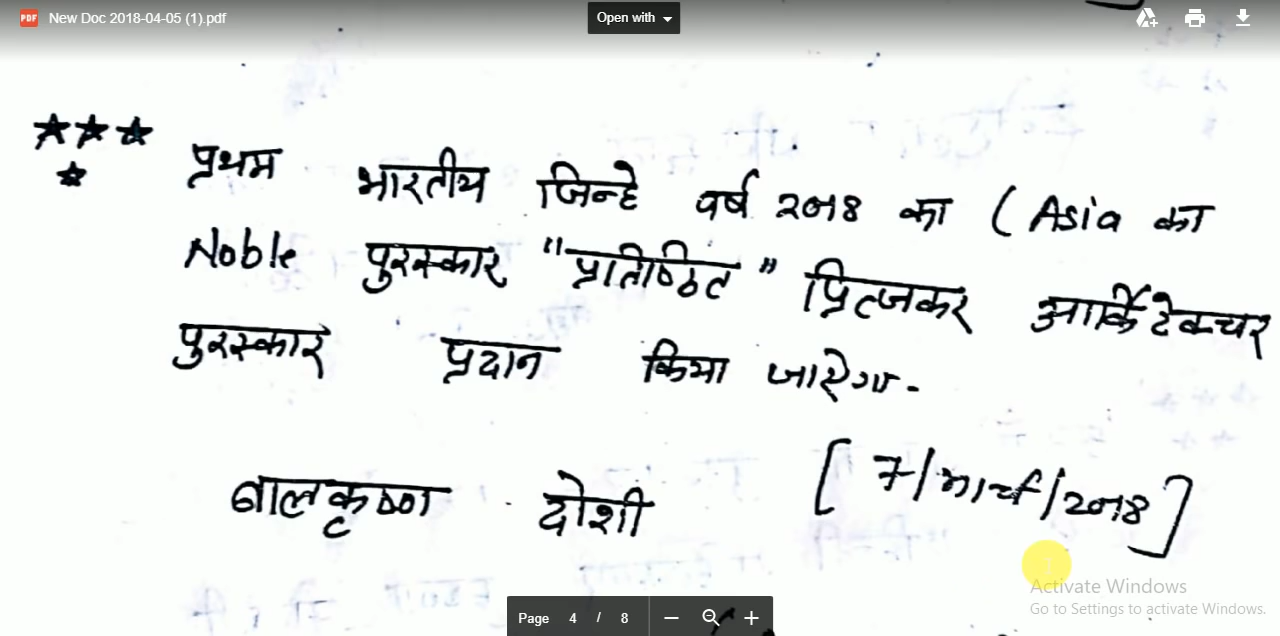 New Doc 2018-04-05 (1).pdf
Open with
प्रथम भारतीय जिन्हे वर्ष 2018 का (Asia का
Noble पुरस्कार "प्रतिष्ठित" प्रित्जकर आर्किटेक्चर
पुरस्कार प्रदान किया जाऐगा-
बालकृष्ण दोशी [7/मार्च/2018]
Activate Windows
Go to Settings to activate Windows.
Page 4 / 8